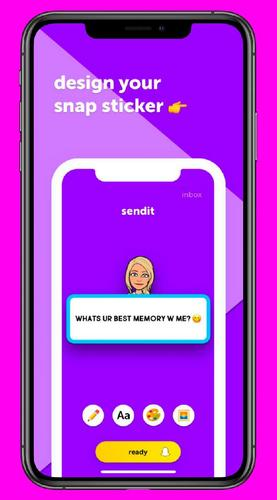 design your
snap sticker 👉
inbox
sendit
WHATS UR BEST MEMORY W ME? 😋
Aa
ready